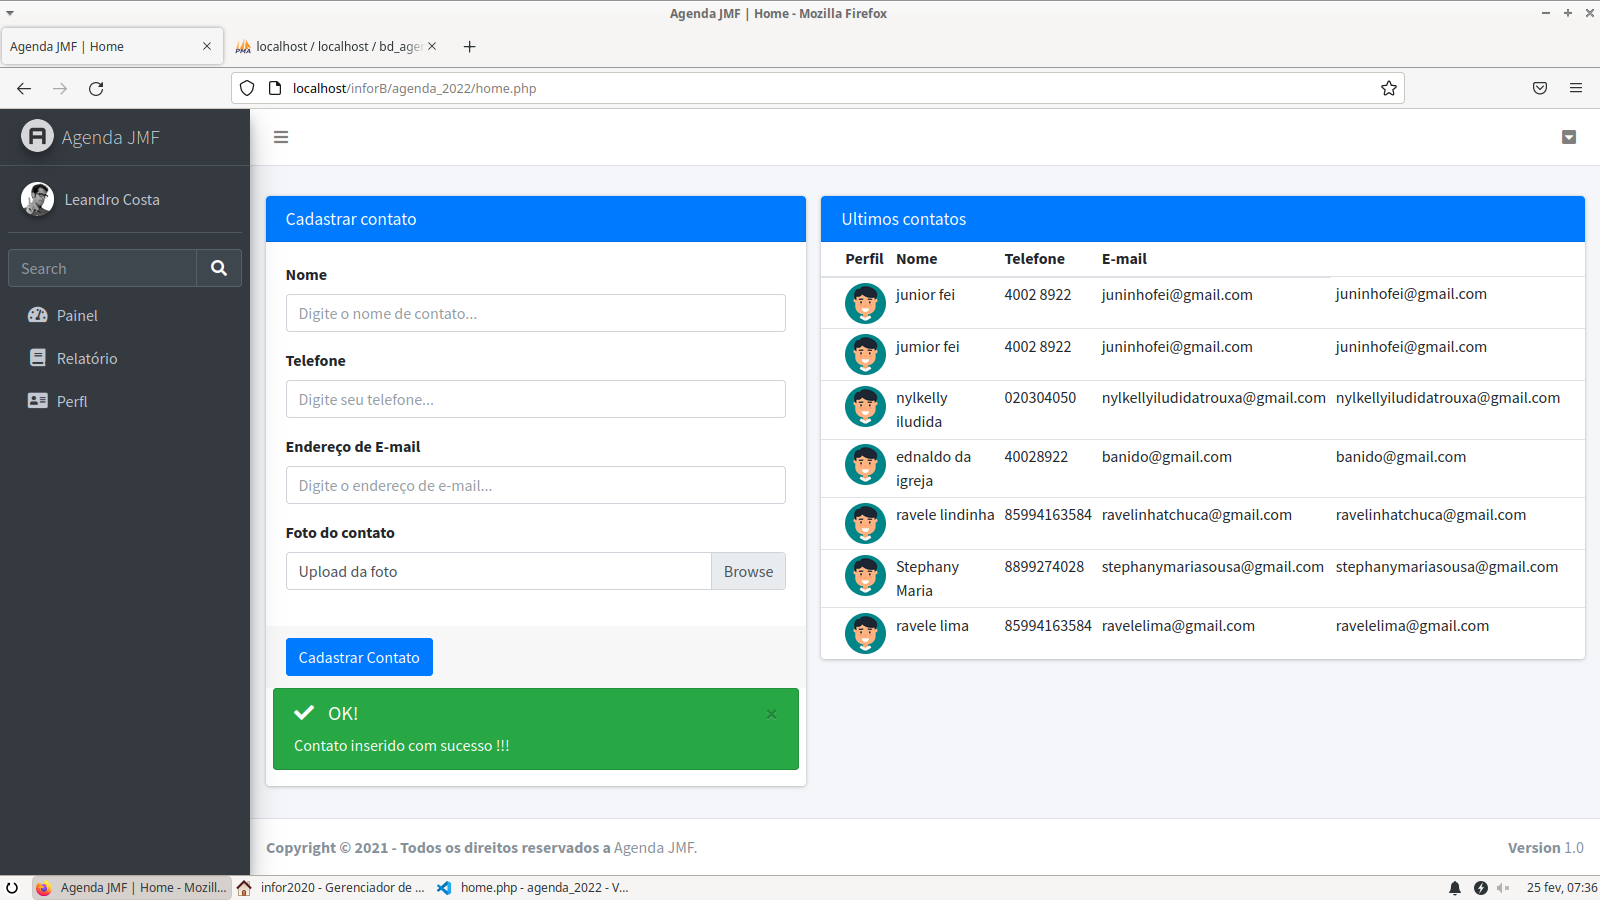 Agenda JMF | Home - Mozilla Firefox
Agenda JMF | Home
localhost / localhost / bd_age
localhost/inforB/agenda_2022/home.php
Agenda JMF
Leandro Costa
Search
Painel
Relatório
Perfl
Cadastrar contato
Nome
Digite o nome de contato...
Telefone
Digite seu telefone...
Endereço de E-mail
Digite o endereço de e-mail...
Foto do contato
Upload da foto Browse
Cadastrar Contato
OK! ×
Contato inserido com sucesso !!!
Ultimos contatos
Perfil Nome Telefone E-mail
junior fei 4002 8922 juninhofei@gmail.com juninhofei@gmail.com
jumior fei 4002 8922 juninhofei@gmail.com juninhofei@gmail.com
nylkelly 020304050 nylkellyiludidatrouxa@gmail.com nylkellyiludidatrouxa@gmail.com
iludida
ednaldo da 40028922 banido@gmail.com banido@gmail.com
igreja
ravele lindinha 85994163584 ravelinhatchuca@gmail.com ravelinhatchuca@gmail.com
Stephany 8899274028 stephanymariasousa@gmail.com stephanymariasousa@gmail.com
Maria
ravele lima 85994163584 ravelelima@gmail.com ravelelima@gmail.com
Copyright © 2021 - Todos os direitos reservados a Agenda JMF. Version 1.0
Agenda JMF | Home - Mozill... infor2020 - Gerenciador de ... home.php - agenda_2022 - V... 25 fev, 07:36